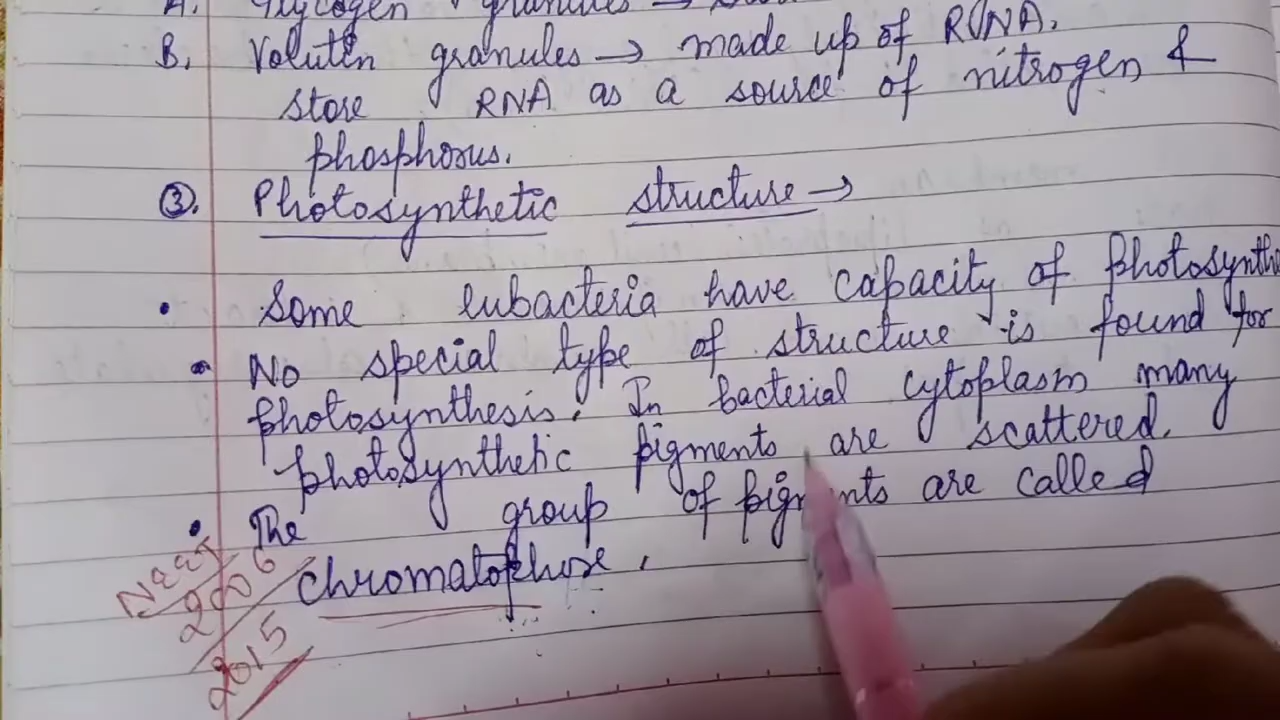 A. Glycogen granules →
B. Volutin granules → made up of RNA.
store RNA as a source of nitrogen &
phosphorus.
③. Photosynthetic structure →
• Some eubacteria have capacity of photosynthe
• No special type of structure is found for
photosynthesis. In bacterial cytoplasm many
photosynthetic pigments are scattered.
• The group of pigments are called
chromatophore.
NEET
2006
2015